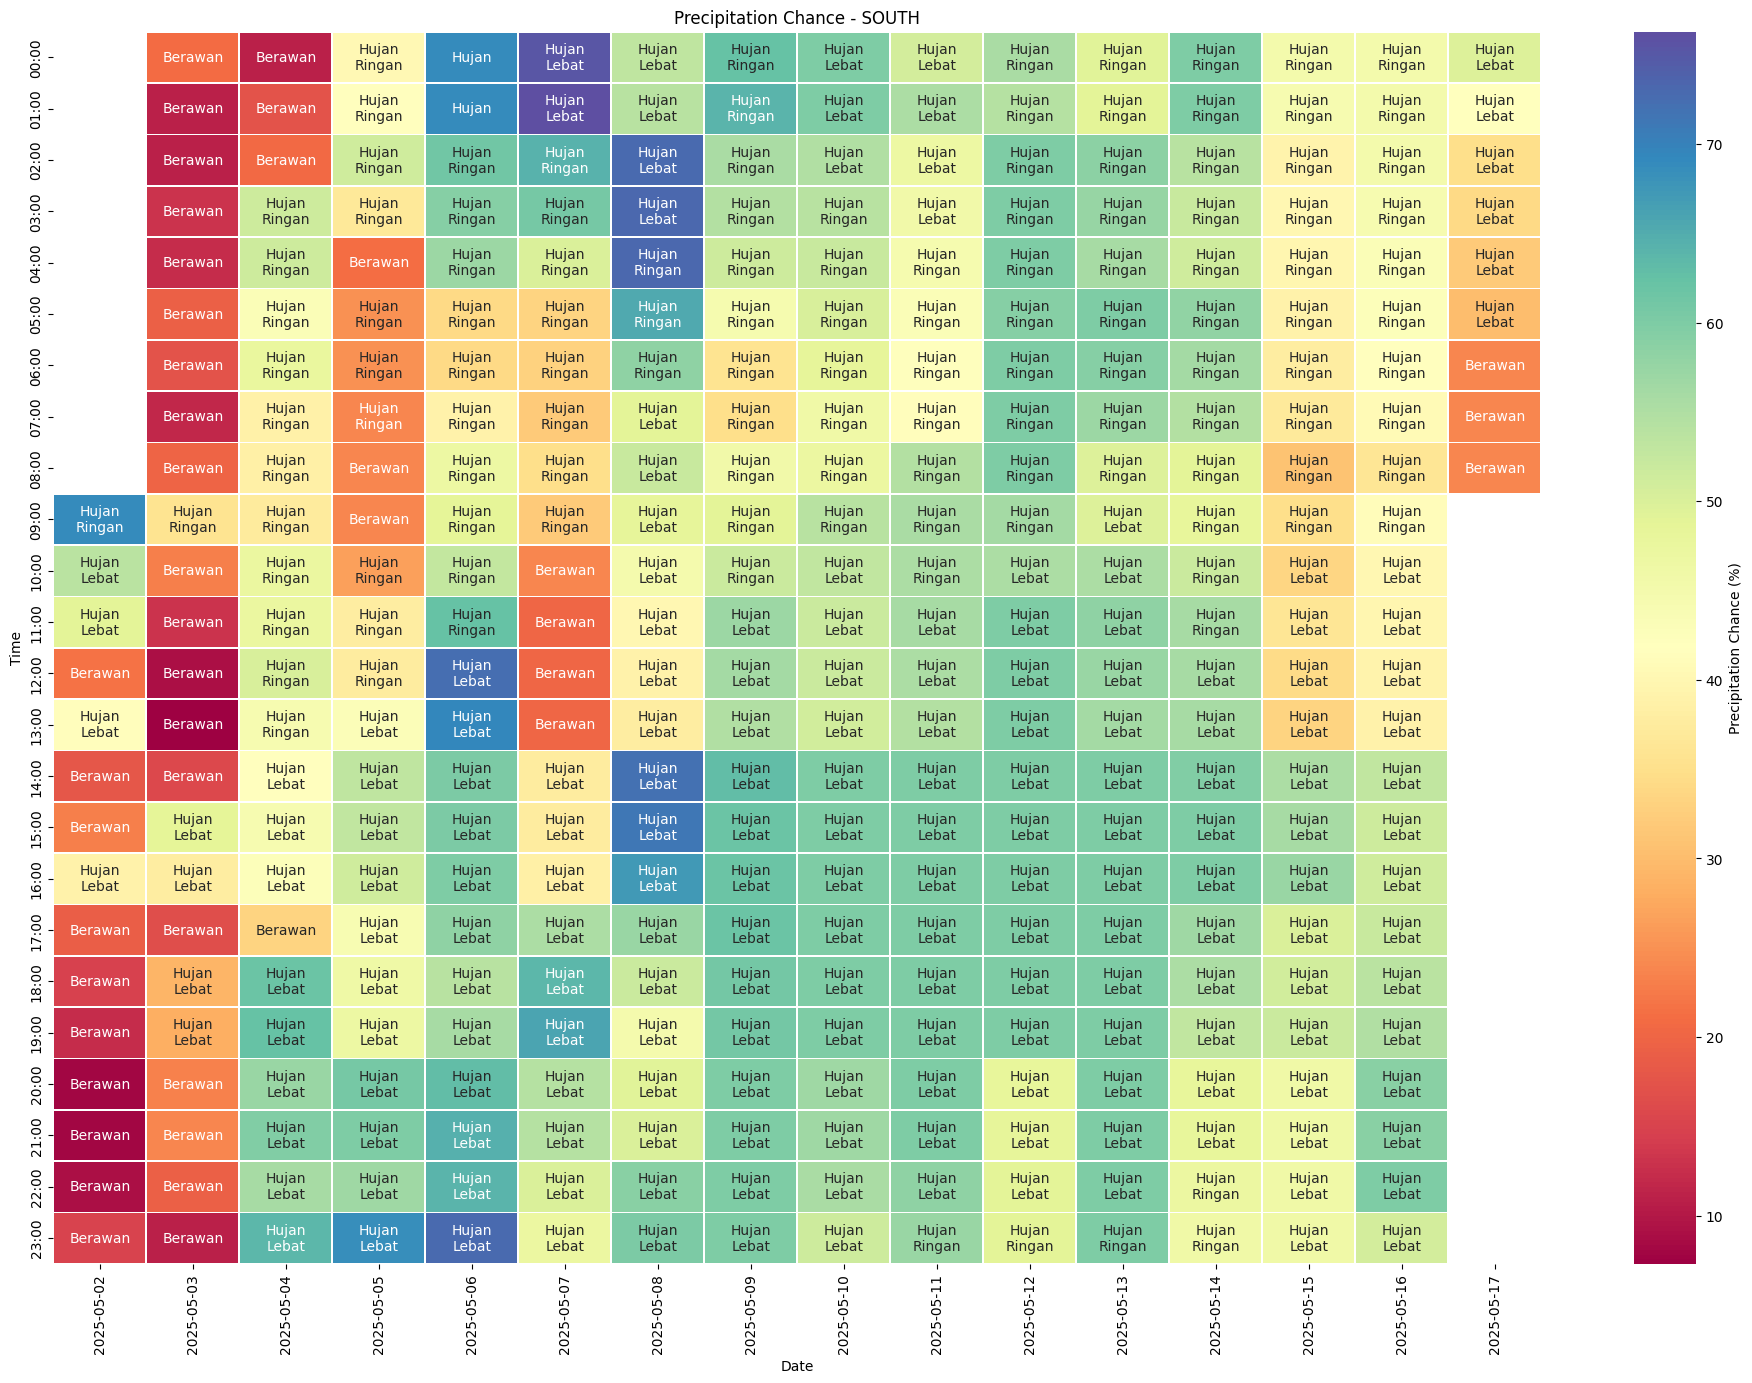 Precipitation Chance - SOUTH
00:00 Berawan Berawan Hujan Ringan Hujan Hujan Lebat Hujan Lebat Hujan Ringan Hujan Lebat Hujan Lebat Hujan Ringan Hujan Ringan Hujan Ringan Hujan Ringan Hujan Ringan Hujan Lebat
01:00 Berawan Berawan Hujan Ringan Hujan Hujan Lebat Hujan Lebat Hujan Ringan Hujan Lebat Hujan Lebat Hujan Ringan Hujan Ringan Hujan Ringan Hujan Ringan Hujan Ringan Hujan Lebat
02:00 Berawan Berawan Hujan Ringan Hujan Ringan Hujan Ringan Hujan Lebat Hujan Ringan Hujan Lebat Hujan Lebat Hujan Ringan Hujan Ringan Hujan Ringan Hujan Ringan Hujan Ringan Hujan Lebat
03:00 Berawan Hujan Ringan Hujan Ringan Hujan Ringan Hujan Ringan Hujan Lebat Hujan Ringan Hujan Ringan Hujan Lebat Hujan Ringan Hujan Ringan Hujan Ringan Hujan Ringan Hujan Ringan Hujan Lebat
04:00 Berawan Hujan Ringan Berawan Hujan Ringan Hujan Ringan Hujan Ringan Hujan Ringan Hujan Ringan Hujan Ringan Hujan Ringan Hujan Ringan Hujan Ringan Hujan Ringan Hujan Ringan Hujan Lebat
05:00 Berawan Hujan Ringan Hujan Ringan Hujan Ringan Hujan Ringan Hujan Ringan Hujan Ringan Hujan Ringan Hujan Ringan Hujan Ringan Hujan Ringan Hujan Ringan Hujan Ringan Hujan Ringan Hujan Lebat
06:00 Berawan Hujan Ringan Hujan Ringan Hujan Ringan Hujan Ringan Hujan Ringan Hujan Ringan Hujan Ringan Hujan Ringan Hujan Ringan Hujan Ringan Hujan Ringan Hujan Ringan Hujan Ringan Berawan
07:00 Berawan Hujan Ringan Hujan Ringan Hujan Ringan Hujan Ringan Hujan Lebat Hujan Ringan Hujan Ringan Hujan Ringan Hujan Ringan Hujan Ringan Hujan Ringan Hujan Ringan Hujan Ringan Berawan
08:00 Berawan Hujan Ringan Berawan Hujan Ringan Hujan Ringan Hujan Lebat Hujan Ringan Hujan Ringan Hujan Ringan Hujan Ringan Hujan Ringan Hujan Ringan Hujan Ringan Hujan Ringan Berawan
09:00 Hujan Ringan Hujan Ringan Hujan Ringan Berawan Hujan Ringan Hujan Ringan Hujan Lebat Hujan Ringan Hujan Ringan Hujan Ringan Hujan Ringan Hujan Lebat Hujan Ringan Hujan Ringan Hujan Ringan
10:00 Hujan Lebat Berawan Hujan Ringan Hujan Ringan Hujan Ringan Berawan Hujan Lebat Hujan Ringan Hujan Lebat Hujan Ringan Hujan Lebat Hujan Lebat Hujan Ringan Hujan Lebat Hujan Lebat
11:00 Hujan Lebat Berawan Hujan Ringan Hujan Ringan Hujan Ringan Berawan Hujan Lebat Hujan Lebat Hujan Lebat Hujan Lebat Hujan Lebat Hujan Lebat Hujan Ringan Hujan Lebat Hujan Lebat
12:00 Berawan Berawan Hujan Ringan Hujan Ringan Hujan Lebat Berawan Hujan Lebat Hujan Lebat Hujan Lebat Hujan Lebat Hujan Lebat Hujan Lebat Hujan Lebat Hujan Lebat Hujan Lebat
13:00 Hujan Lebat Berawan Hujan Ringan Hujan Lebat Hujan Lebat Berawan Hujan Lebat Hujan Lebat Hujan Lebat Hujan Lebat Hujan Lebat Hujan Lebat Hujan Lebat Hujan Lebat Hujan Lebat
14:00 Berawan Berawan Hujan Lebat Hujan Lebat Hujan Lebat Hujan Lebat Hujan Lebat Hujan Lebat Hujan Lebat Hujan Lebat Hujan Lebat Hujan Lebat Hujan Lebat Hujan Lebat Hujan Lebat
15:00 Berawan Hujan Lebat Hujan Lebat Hujan Lebat Hujan Lebat Hujan Lebat Hujan Lebat Hujan Lebat Hujan Lebat Hujan Lebat Hujan Lebat Hujan Lebat Hujan Lebat Hujan Lebat Hujan Lebat
16:00 Hujan Lebat Hujan Lebat Hujan Lebat Hujan Lebat Hujan Lebat Hujan Lebat Hujan Lebat Hujan Lebat Hujan Lebat Hujan Lebat Hujan Lebat Hujan Lebat Hujan Lebat Hujan Lebat Hujan Lebat
17:00 Berawan Berawan Berawan Hujan Lebat Hujan Lebat Hujan Lebat Hujan Lebat Hujan Lebat Hujan Lebat Hujan Lebat Hujan Lebat Hujan Lebat Hujan Lebat Hujan Lebat Hujan Lebat
18:00 Berawan Hujan Lebat Hujan Lebat Hujan Lebat Hujan Lebat Hujan Lebat Hujan Lebat Hujan Lebat Hujan Lebat Hujan Lebat Hujan Lebat Hujan Lebat Hujan Lebat Hujan Lebat Hujan Lebat
19:00 Berawan Hujan Lebat Hujan Lebat Hujan Lebat Hujan Lebat Hujan Lebat Hujan Lebat Hujan Lebat Hujan Lebat Hujan Lebat Hujan Lebat Hujan Lebat Hujan Lebat Hujan Lebat Hujan Lebat
20:00 Berawan Berawan Hujan Lebat Hujan Lebat Hujan Lebat Hujan Lebat Hujan Lebat Hujan Lebat Hujan Lebat Hujan Lebat Hujan Lebat Hujan Lebat Hujan Lebat Hujan Lebat Hujan Lebat
21:00 Berawan Berawan Hujan Lebat Hujan Lebat Hujan Lebat Hujan Lebat Hujan Lebat Hujan Lebat Hujan Lebat Hujan Lebat Hujan Lebat Hujan Lebat Hujan Lebat Hujan Lebat Hujan Lebat
22:00 Berawan Berawan Hujan Lebat Hujan Lebat Hujan Lebat Hujan Lebat Hujan Lebat Hujan Lebat Hujan Lebat Hujan Lebat Hujan Lebat Hujan Lebat Hujan Ringan Hujan Lebat Hujan Lebat
23:00 Berawan Berawan Hujan Lebat Hujan Lebat Hujan Lebat Hujan Lebat Hujan Lebat Hujan Lebat Hujan Lebat Hujan Ringan Hujan Ringan Hujan Ringan Hujan Ringan Hujan Lebat Hujan Lebat
Time
2025-05-02 2025-05-03 2025-05-04 2025-05-05 2025-05-06 2025-05-07 2025-05-08 2025-05-09 2025-05-10 2025-05-11 2025-05-12 2025-05-13 2025-05-14 2025-05-15 2025-05-16 2025-05-17
Date
70
60
50
40
30
20
10
Precipitation Chance (%)